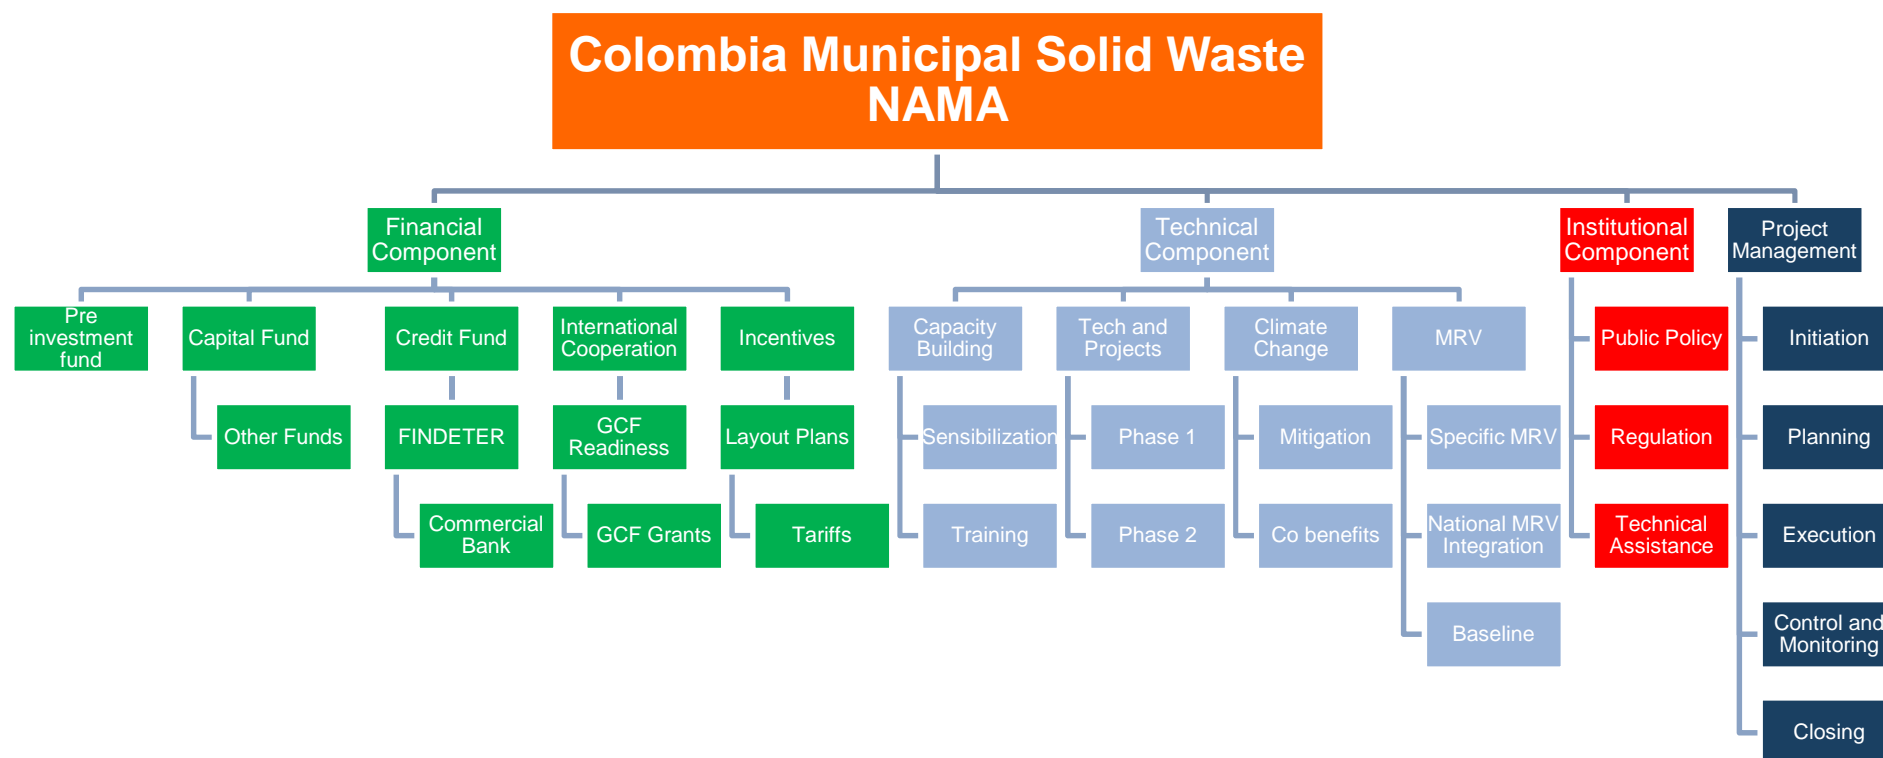 Colombia Municipal Solid Waste
NAMA
Financial
Component
Technical
Component
Institutional
Component
Project
Management
Pre
investment
fund
Capital Fund
Credit Fund
International
Cooperation
Incentives
Capacity
Building
Tech and
Projects
Climate
Change
MRV
Public Policy
Initiation
Other Funds
FINDETER
GCF
Readiness
Layout Plans
Sensibilization
Phase 1
Mitigation
Specific MRV
Regulation
Planning
Commercial
Bank
GCF Grants
Tariffs
Training
Phase 2
Co benefits
National MRV
Integration
Technical
Assistance
Execution
Baseline
Control and
Monitoring
Closing